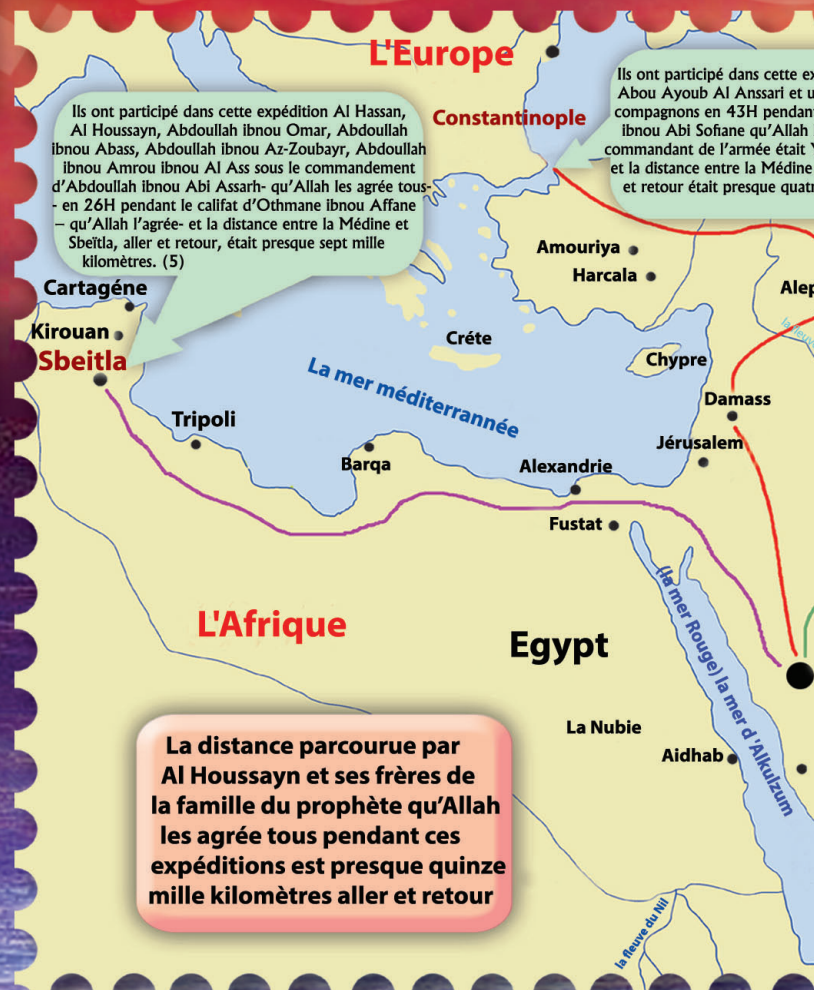 L'Europe
Constantinople
Ils ont participé dans cette expédition Al Hassan,
Al Houssayn, Abdoullah ibnou Omar, Abdoullah
ibnou Abass, Abdoullah ibnou Az-Zoubayr, Abdoullah
ibnou Amrou ibnou Al Ass sous le commandement
d'Abdoullah ibnou Abi Assarh- qu'Allah les agrée tous-
- en 26H pendant le califat d'Othmane ibnou Affane
– qu'Allah l'agrée- et la distance entre la Médine et
Sbeïtla, aller et retour, était presque sept mille
kilomètres. (5)
Ils ont participé dans cette
Abou Ayoub Al Anssari et
compagnons en 43H pendant
ibnou Abi Sofiane qu'Allah
commandant de l'armée était
et la distance entre la Médine
et retour était presque
Amouriya
Harcala
Cartagéne
Kirouan
Sbeitla
Créte
Chypre
La mer méditerrannée
Damass
Tripoli
Jérusalem
Barqa
Alexandrie
Fustat
(la mer Rouge) la mer d'Alkulzum
L'Afrique
Egypt
La Nubie
Aidhab
La distance parcourue par
Al Houssayn et ses frères de
la famille du prophète qu'Allah
les agrée tous pendant ces
expéditions est presque quinze
mille kilomètres aller et retour
la fleuve du Nil